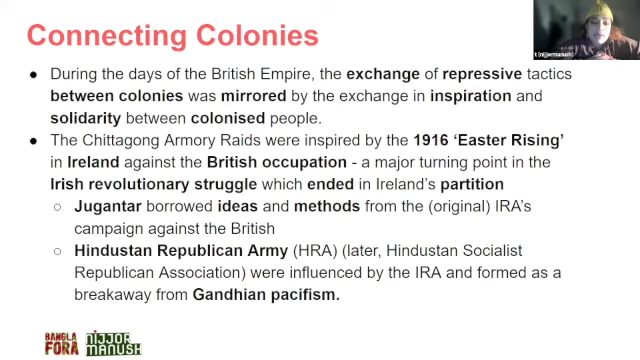 Connecting Colonies
t (nijjormanush)
● During the days of the British Empire, the exchange of repressive tactics
between colonies was mirrored by the exchange in inspiration and
solidarity between colonised people.
● The Chittagong Armory Raids were inspired by the 1916 ‘Easter Rising’
in Ireland against the British occupation - a major turning point in the
Irish revolutionary struggle which ended in Ireland's partition
○ Jugantar borrowed ideas and methods from the (original) IRA's
campaign against the British
○ Hindustan Republican Army (HRA) (later, Hindustan Socialist
Republican Association) were influenced by the IRA and formed as a
breakaway from Gandhian pacifism.
BANGLA
FORA
NIJJOR
MANUSH